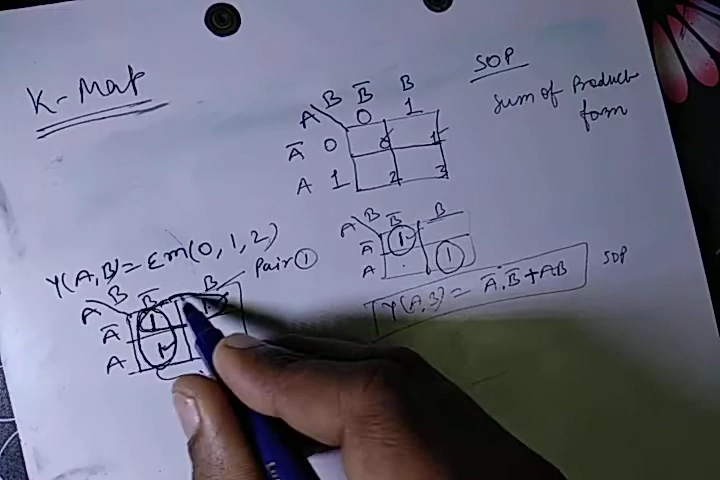 K-Map
SOP
Sum of Product
form
A B B̅ B
0 1
A̅ 0 0 1
A 1 2 3
Y(A,B)= Σm(0,1,2)
Pair ①
A B B̅ B
A̅ 1
A 1
A B B̅ B
A̅ 1
A 1
Y(A,B)= A̅.B̅+AB
SOP